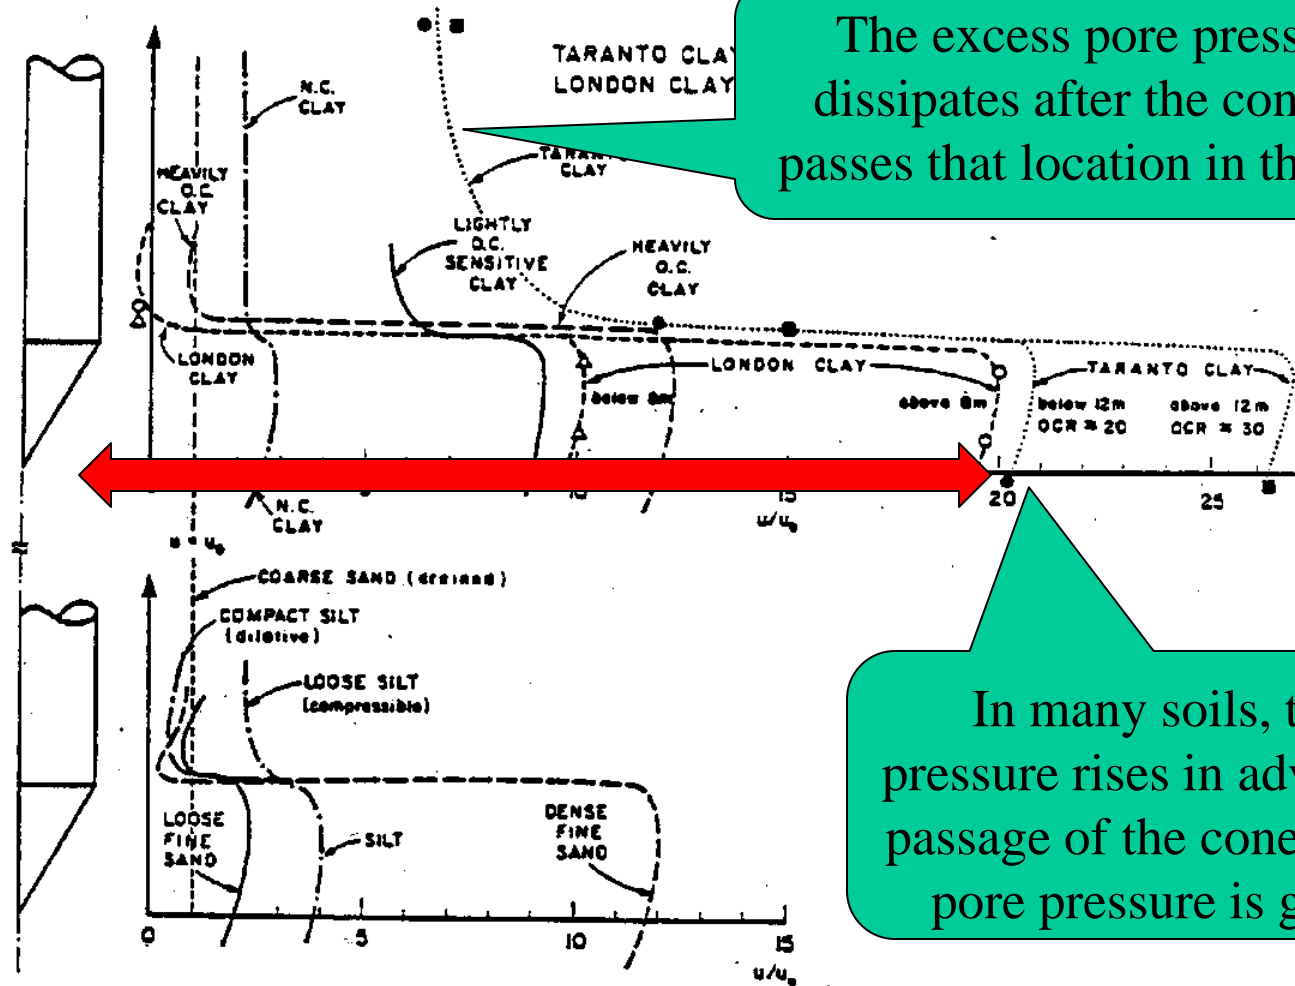 TARANTO CLA
LONDON CLAY
The excess pore press
dissipates after the con
passes that location in th
N.C.
CLAY
HEAVILY
O.C.
CLAY
CLAY
LIGHTLY
O.C.
SENSITIVE
CLAY
HEAVILY
O.C.
CLAY
LONDON
CLAY
LONDON CLAY
below 8m
above 8m
TARANTO CLAY
below 12m above 12m
OCR ≈ 20 OCR ≈ 30
20
25
u/u₀
N.C.
CLAY
u = u₀
COARSE SAND (drained)
COMPACT SILT
(dilative)
LOOSE SILT
(compressible)
LOOSE
FINE
SAND
SILT
DENSE
FINE
SAND
0 5 10 15
u/u₀
In many soils, t
pressure rises in adv
passage of the cone
pore pressure is g